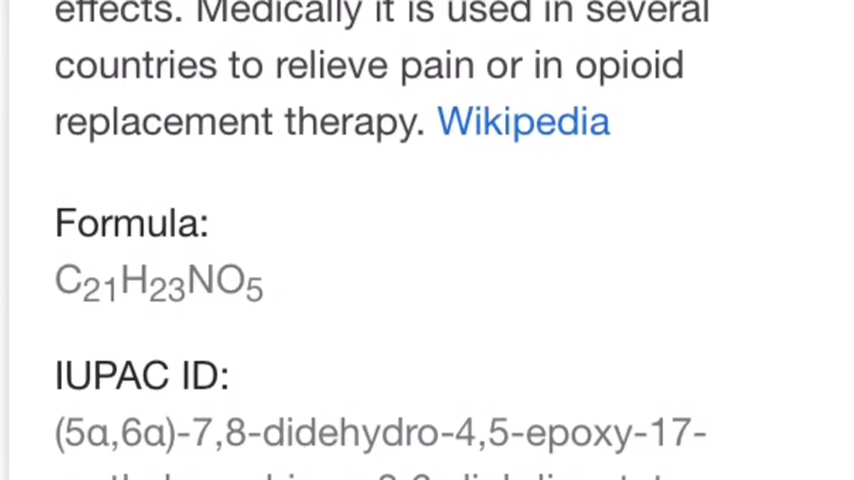 effects. Medically it is used in several
countries to relieve pain or in opioid
replacement therapy. Wikipedia
Formula:
C₂₁H₂₃NO₅
IUPAC ID:
(5α,6α)-7,8-didehydro-4,5-epoxy-17-